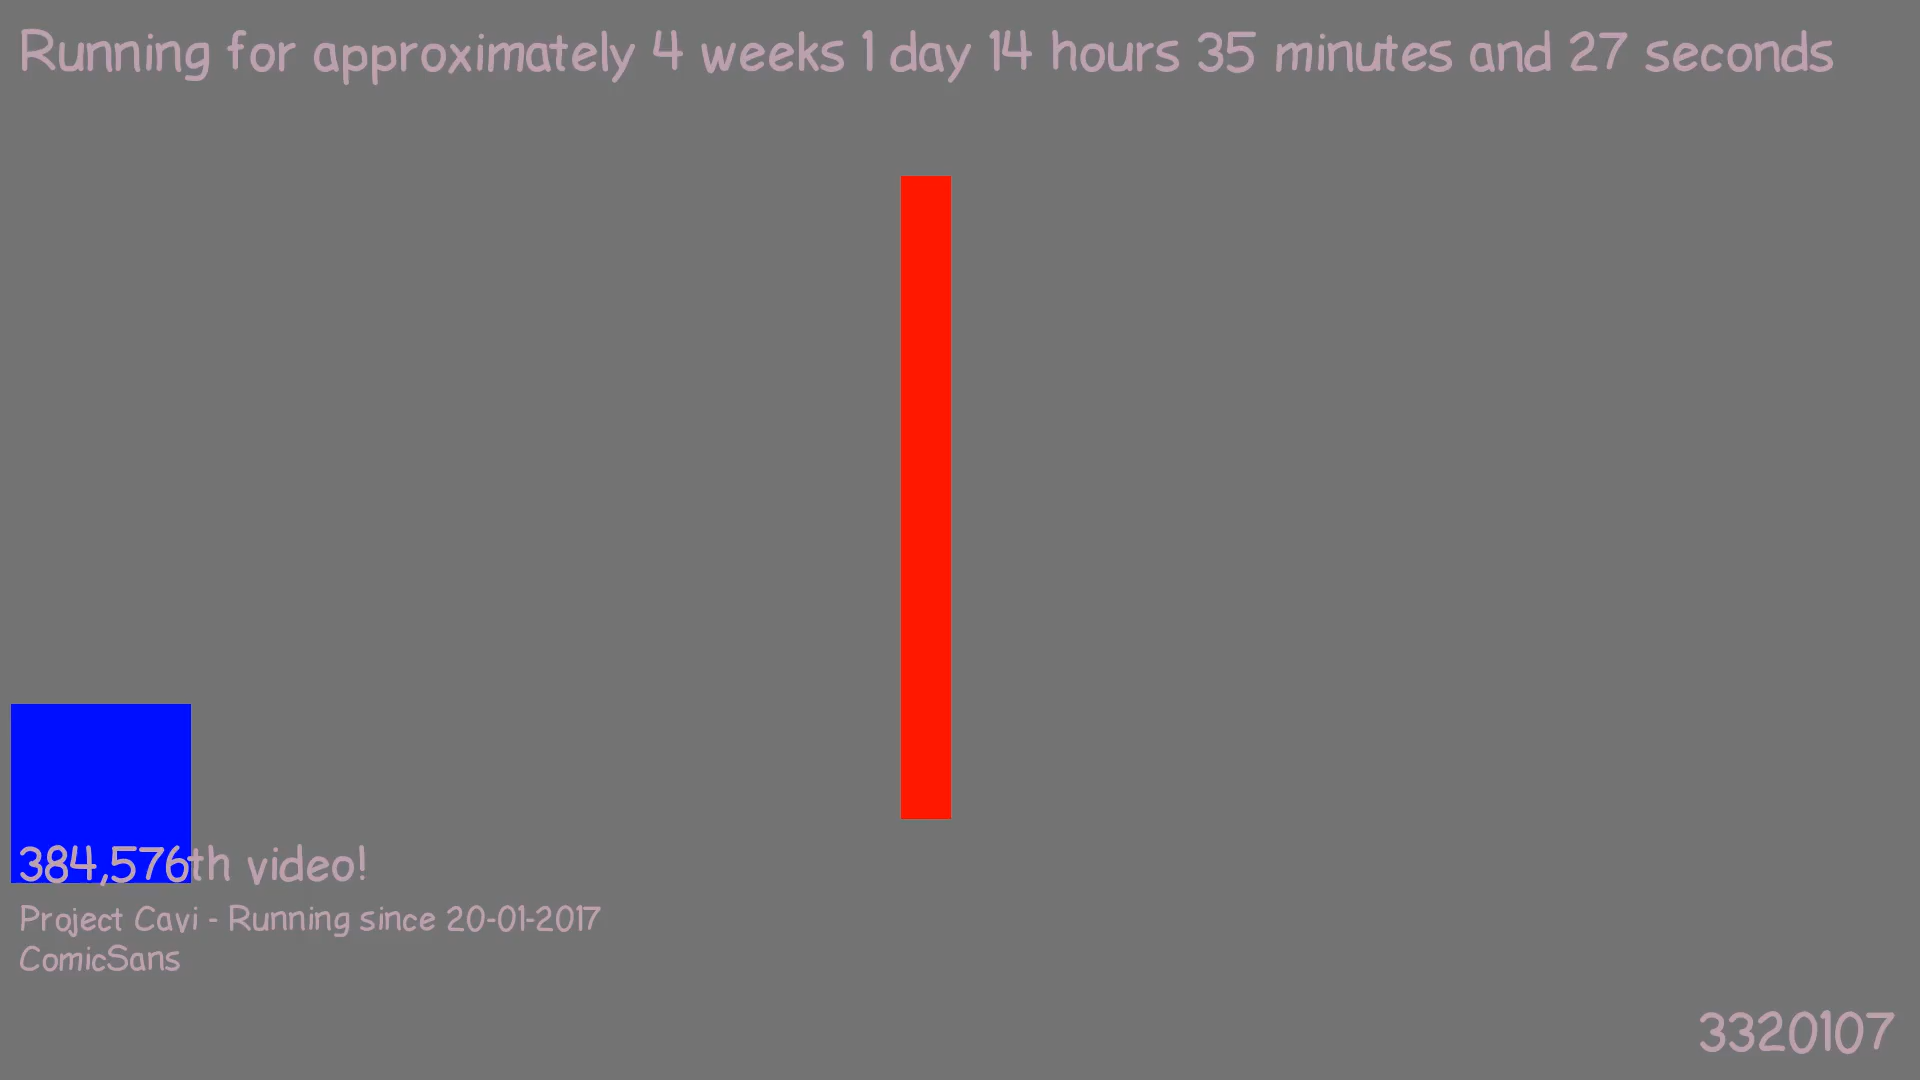 Running for approximately 4 weeks 1 day 14 hours 35 minutes and 27 seconds
384,576th video!
Project Cavi - Running since 20-01-2017
ComicSans
3320107